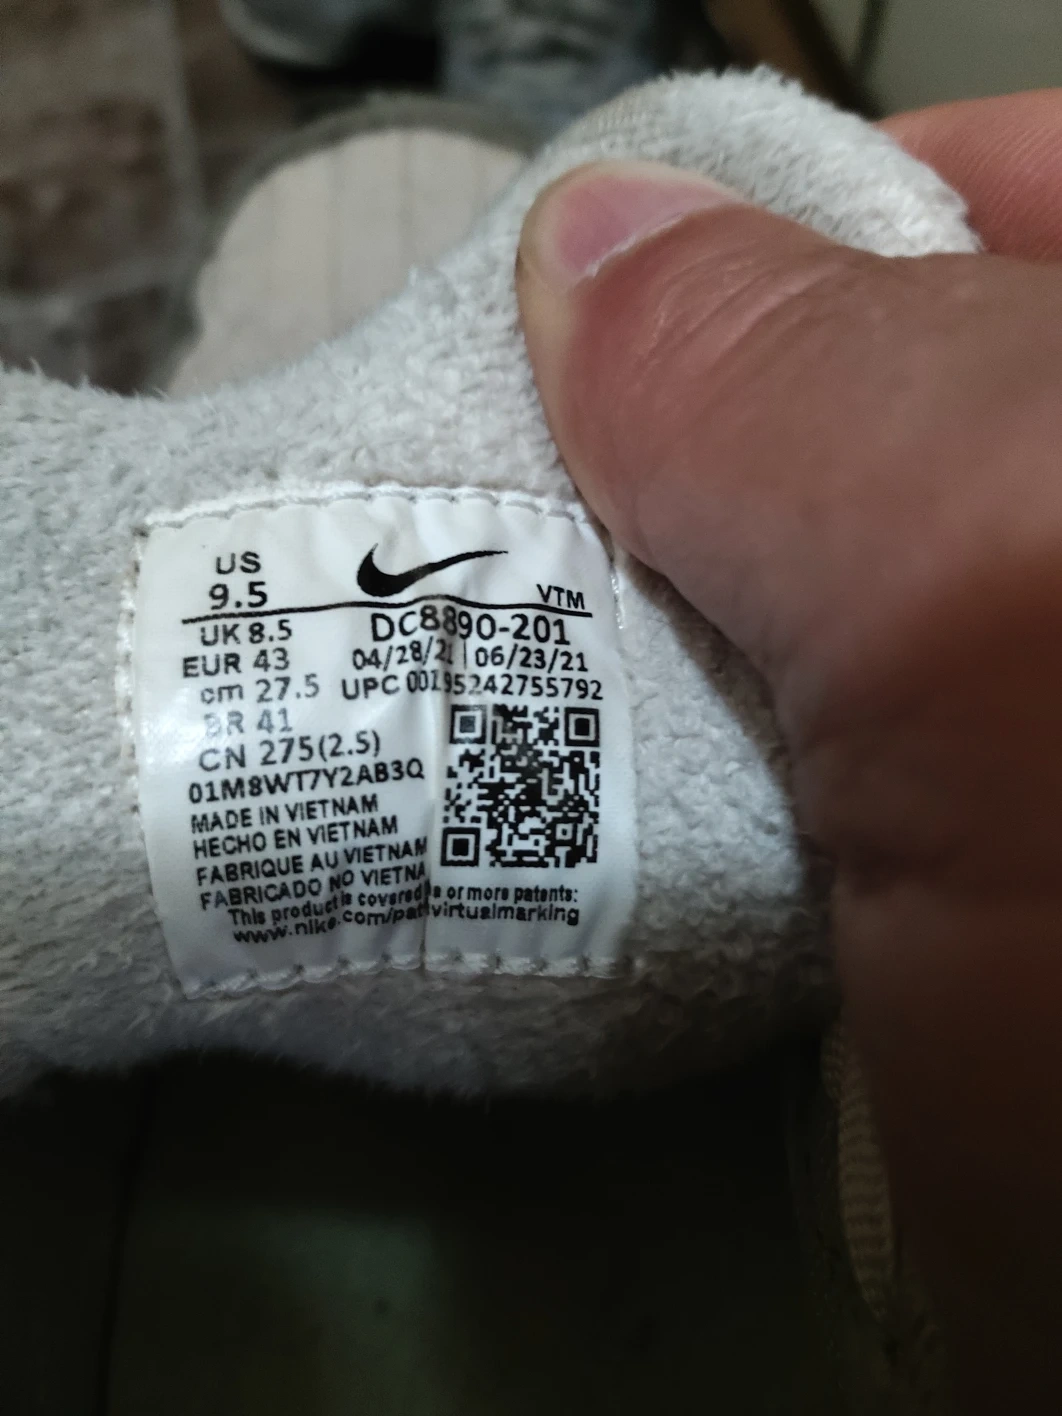 US
9.5
VTM
UK 8.5
DC8890-201
EUR 43
04/28/21 | 06/23/21
cm 27.5
UPC 00195242755792
BR 41
CN 275(2.5)
01M8WT7Y2AB3Q
MADE IN VIETNAM
HECHO EN VIETNAM
FABRIQUE AU VIETNAM
FABRICADO NO VIETNA
This product is covered or more patents:
www.nike.com/pat virtualmarking